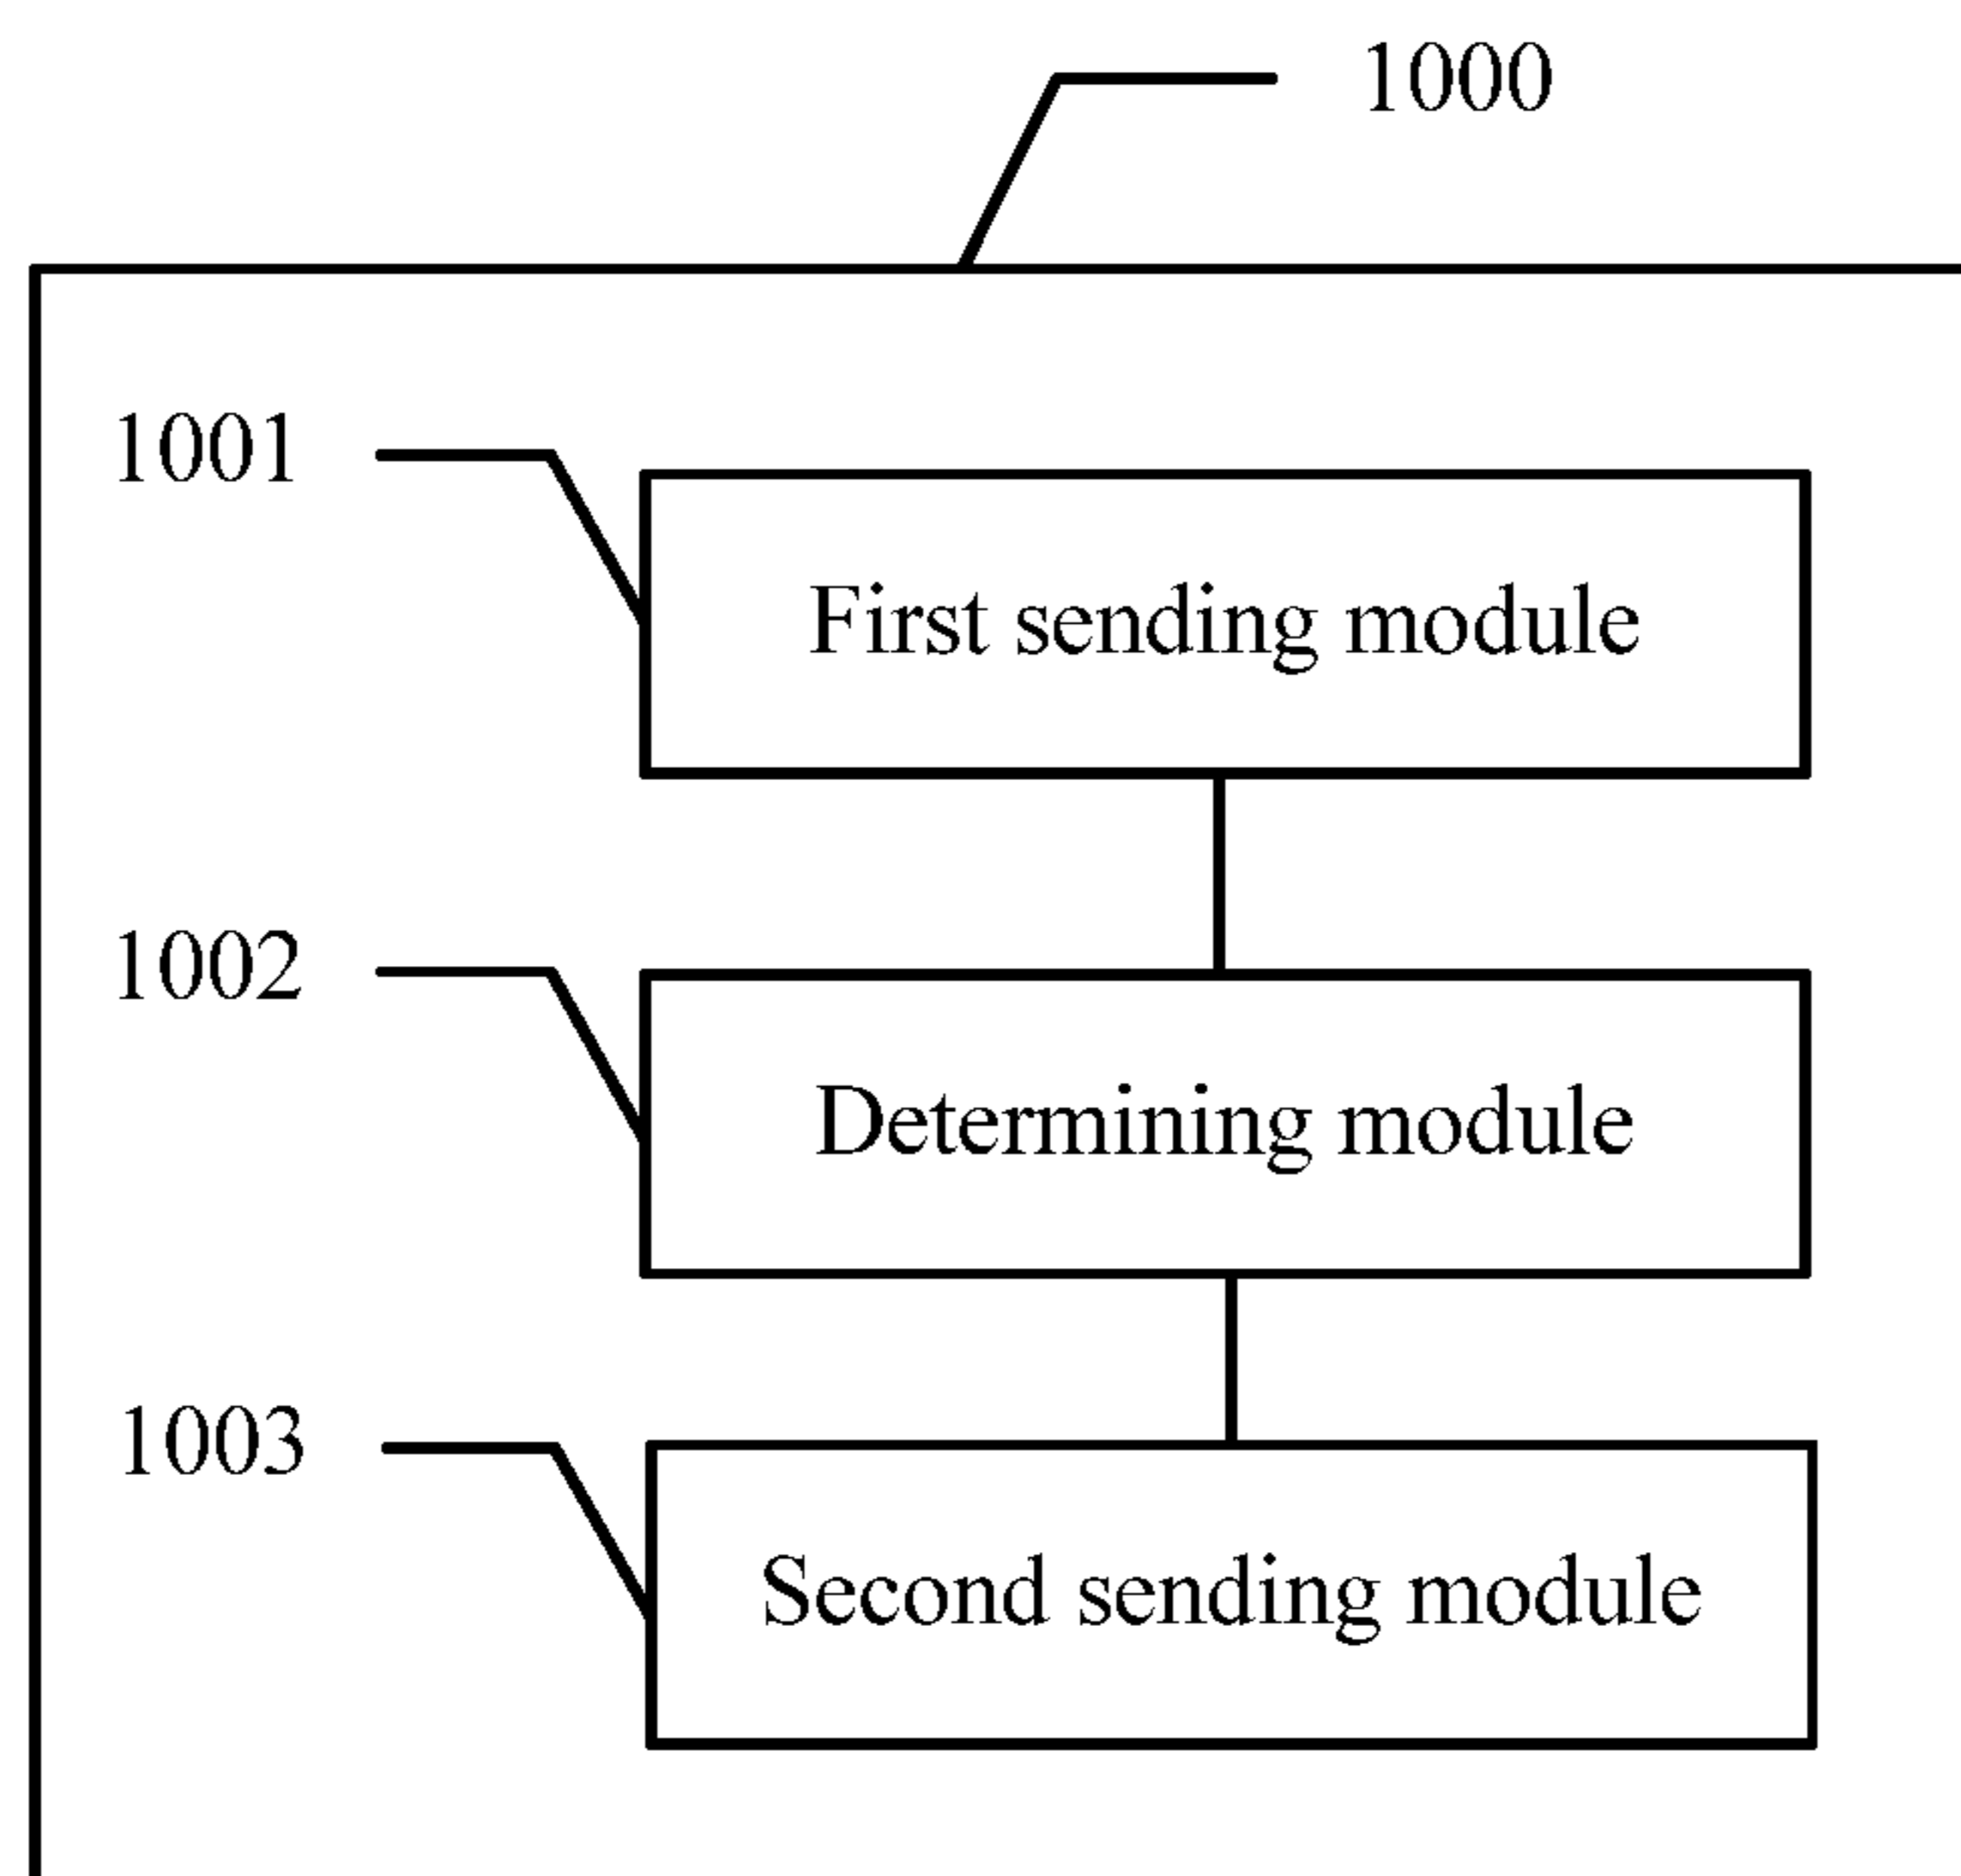 1000
1001
First sending module
1002
Determining module
1003
Second sending module